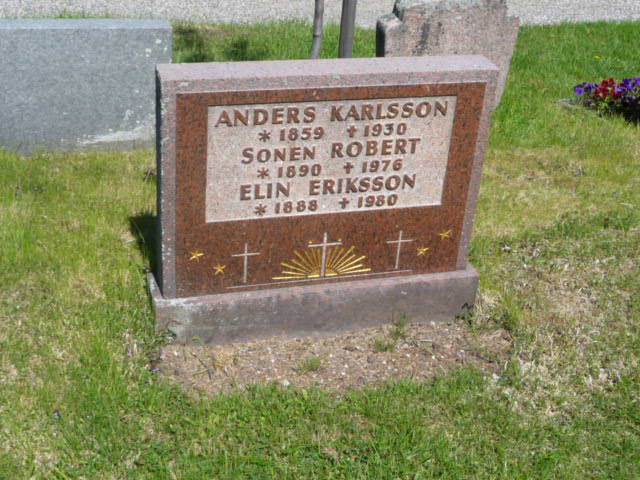 ANDERS KARLSSON
* 1859 † 1930
SONEN ROBERT
* 1890 † 1976
ELIN ERIKSSON
* 1888 † 1980